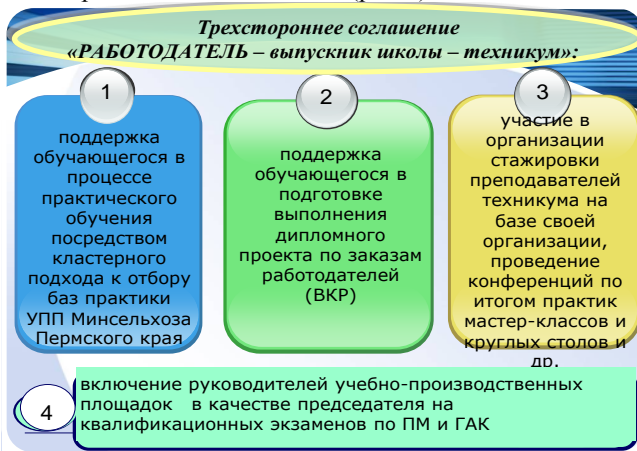 Трехстороннее соглашение
«РАБОТОДАТЕЛЬ – выпускник школы – техникум»:
1
поддержка
обучающегося в
процессе
практического
обучения
посредством
кластерного
подхода к отбору
баз практики
УПП Минсельхоза
Пермского края
2
поддержка
обучающегося в
подготовке
выполнения
дипломного
проекта по заказам
работодателей
(ВКР)
3
участие в
организации
стажировки
преподавателей
техникума на
базе своей
организации,
проведение
конференций по
итогом практик
мастер-классов и
круглых столов и
др.
4
включение руководителей учебно-производственных
площадок в качестве председателя на
квалификационных экзаменов по ПМ и ГАК